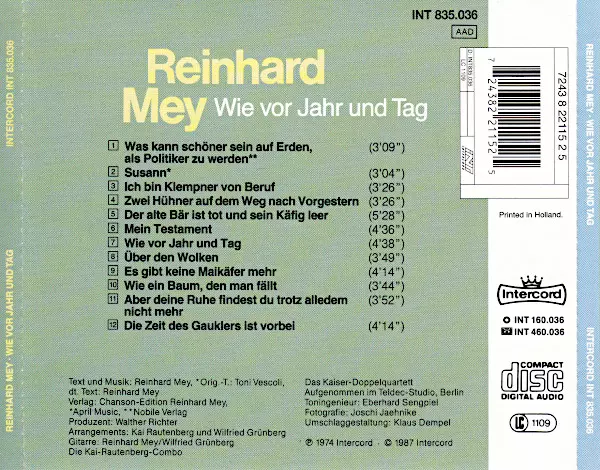 INT 835.036
AAD
Reinhard
Mey Wie vor Jahr und Tag
1 Was kann schöner sein auf Erden, als Politiker zu werden** (3'09")
2 Susann* (3'04")
3 Ich bin Klempner von Beruf (3'26")
4 Zwei Hühner auf dem Weg nach Vorgestern (3'26")
5 Der alte Bär ist tot und sein Käfig leer (5'28")
6 Mein Testament (4'36")
7 Wie vor Jahr und Tag (4'38")
8 Über den Wolken (3'49")
9 Es gibt keine Maikäfer mehr (4'14")
10 Wie ein Baum, den man fällt (3'44")
11 Aber deine Ruhe findest du trotz alledem nicht mehr (3'52")
12 Die Zeit des Gauklers ist vorbei (4'14")
Text und Musik: Reinhard Mey, *Orig.-T.: Toni Vescoli,
dt. Text: Reinhard Mey
Verlag: Chanson-Edition Reinhard Mey,
*April Music, **Nobile Verlag
Produzent: Walther Richter
Arrangements: Kai Rautenberg und Wilfried Grünberg
Gitarre: Reinhard Mey/Wilfried Grünberg
Die Kai-Rautenberg-Combo
Das Kaiser-Doppelquartett
Aufgenommen im Teldec-Studio, Berlin
Toningenieur: Eberhard Sengpiel
Fotografie: Joschi Jaehnike
Umschlaggestaltung: Klaus Dempel
℗ 1974 Intercord · © 1987 Intercord
7243 8 22115 2 5
7 24382 21152 5
Printed in Holland.
Intercord
INT 160.036
INT 460.036
COMPACT
disc
DIGITAL AUDIO
LC 1109
INTERCORD INT 835.036
REINHARD MEY · WIE VOR JAHR UND TAG
REINHARD MEY · WIE VOR JAHR UND TAG
INTERCORD INT 835.036